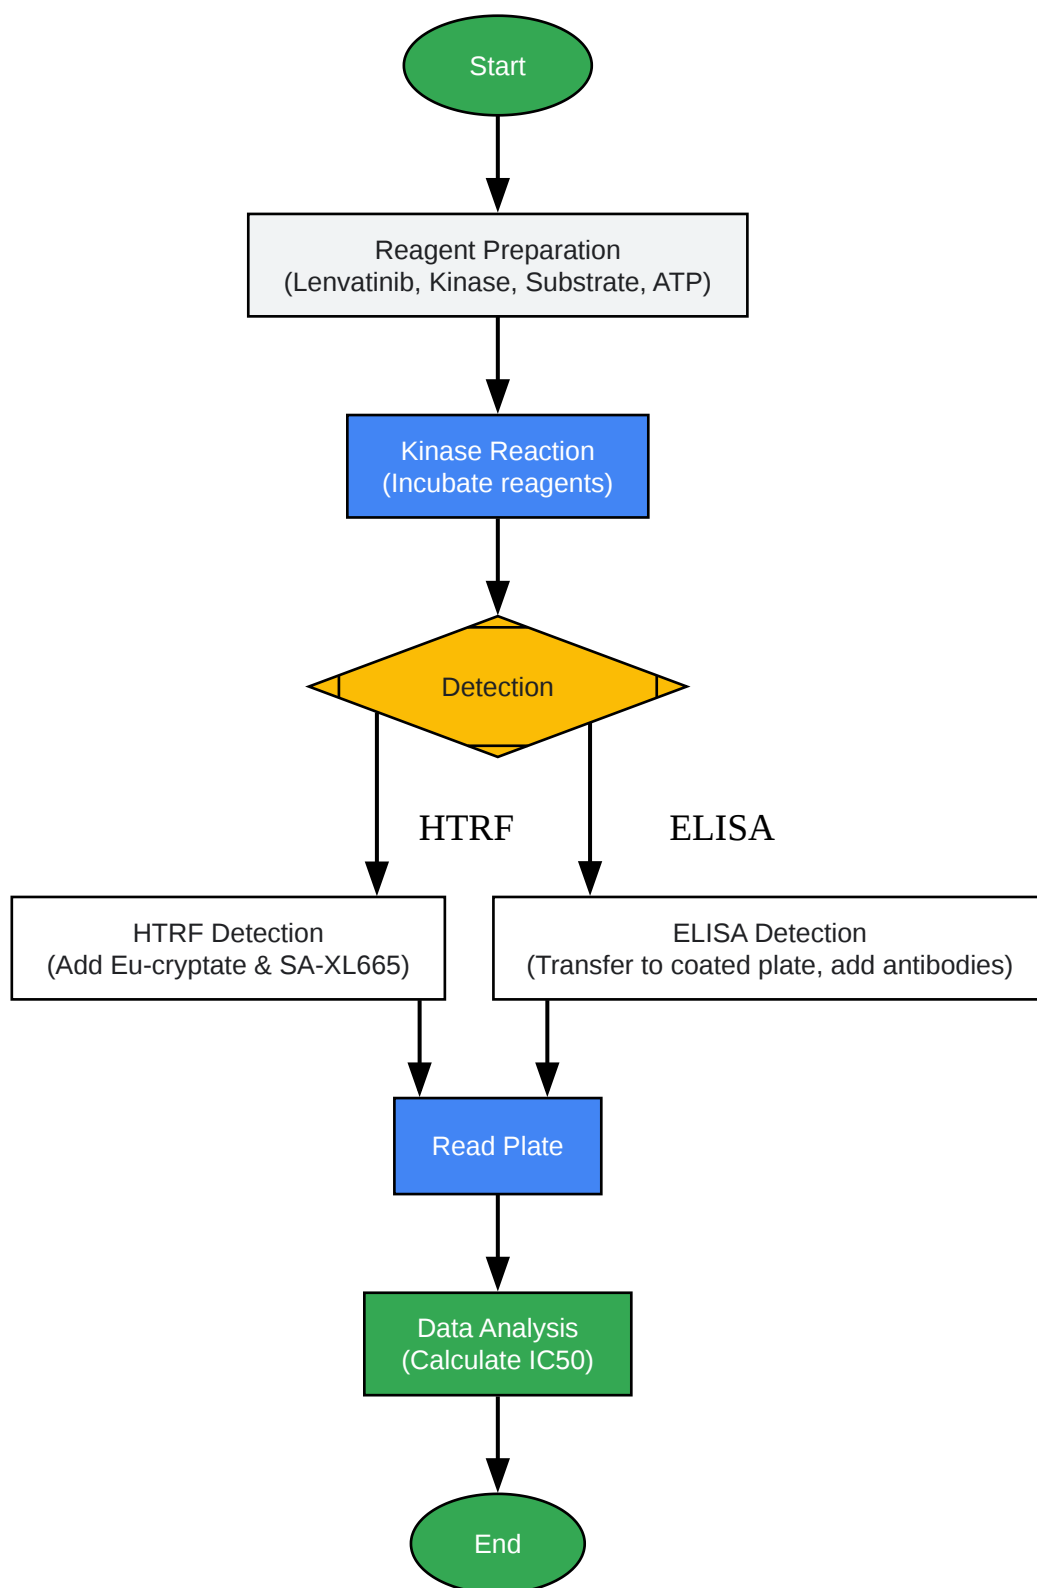 Start
Reagent Preparation
(Lenvatinib, Kinase, Substrate, ATP)
Kinase Reaction
(Incubate reagents)
Detection
HTRF
ELISA
HTRF Detection
(Add Eu-cryptate & SA-XL665)
ELISA Detection
(Transfer to coated plate, add antibodies)
Read Plate
Data Analysis
(Calculate IC50)
End